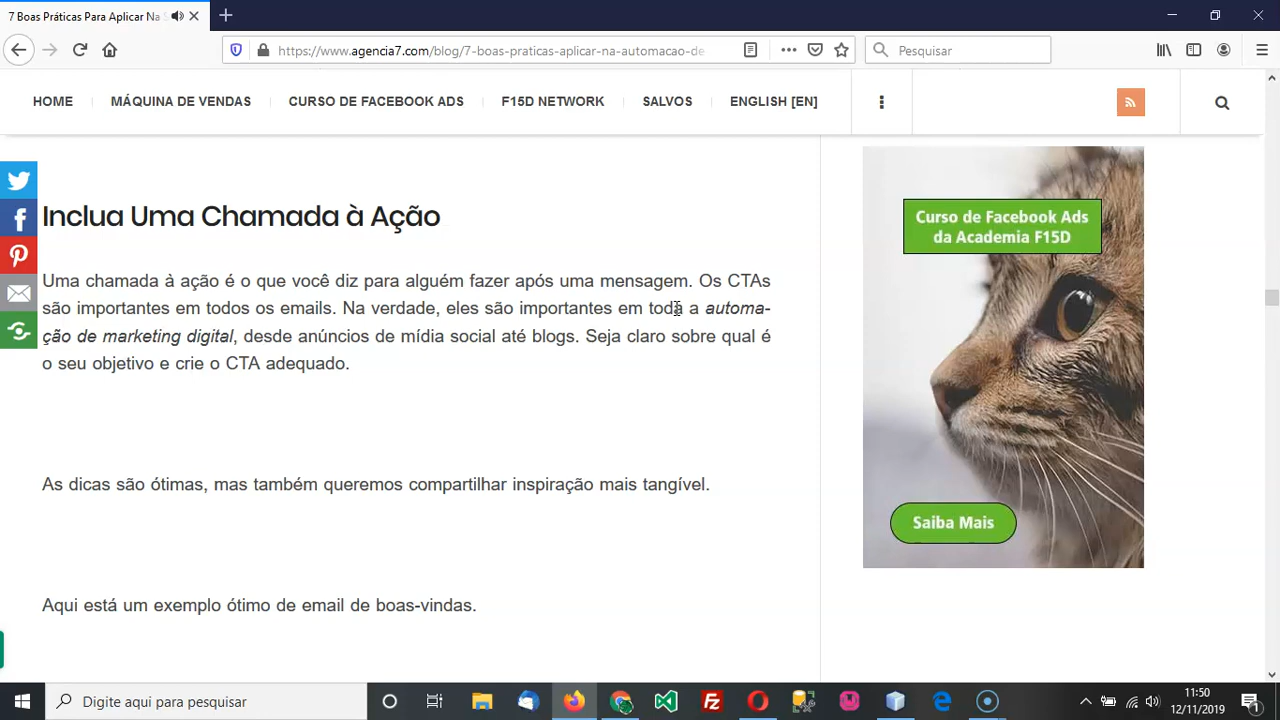 7 Boas Práticas Para Aplicar Na
https://www.agencia7.com/blog/7-boas-praticas-aplicar-na-automacao-de
Pesquisar
HOME
MÁQUINA DE VENDAS
CURSO DE FACEBOOK ADS
F15D NETWORK
SALVOS
ENGLISH [EN]
Inclua Uma Chamada à Ação
Uma chamada à ação é o que você diz para alguém fazer após uma mensagem. Os CTAs
são importantes em todos os emails. Na verdade, eles são importantes em toda a automa-
ção de marketing digital, desde anúncios de mídia social até blogs. Seja claro sobre qual é
o seu objetivo e crie o CTA adequado.
As dicas são ótimas, mas também queremos compartilhar inspiração mais tangível.
Aqui está um exemplo ótimo de email de boas-vindas.
Curso de Facebook Ads
da Academia F15D
Saiba Mais
Digite aqui para pesquisar
11:50
12/11/2019
1